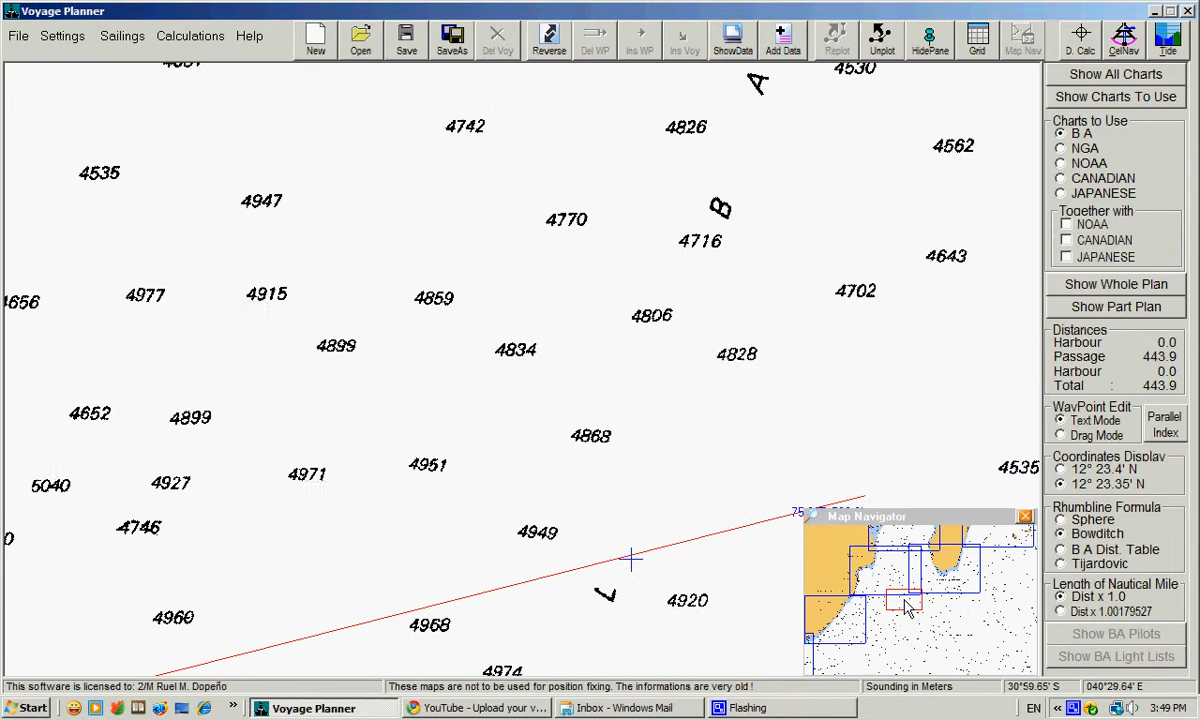 Voyage Planner
File Settings Sailings Calculations Help
New Open Save SaveAs Del Voy Reverse Del WP Ins WP Ins Voy ShowData Add Data Replot Unplot HidePane Grid Map Nav D. Calc CelNav Tide
4530
A
4742
4826
4562
4535
4947
B
4770
4716
4643
4656
4977
4915
4859
4702
4806
4899
4834
4828
4652
4899
4868
4971
4951
4535
5040
4927
4746
4949
0
L
4920
4960
4968
4974
Map Navigator
Show All Charts
Show Charts To Use
Charts to Use
B A
NGA
NOAA
CANADIAN
JAPANESE
Together with
NOAA
CANADIAN
JAPANESE
Show Whole Plan
Show Part Plan
Distances
Harbour 0.0
Passage 443.9
Harbour 0.0
Total : 443.9
WayPoint Edit
Text Mode
Drag Mode
Parallel
Index
Coordinates Display
12° 23.4' N
12° 23.35' N
Rhumbline Formula
Sphere
Bowditch
B A Dist. Table
Tijardovic
Length of Nautical Mile
Dist x 1.0
Dist x 1.00179527
Show BA Pilots
Show BA Light Lists
This software is licensed to: 2/M Ruel M. Dopeño
These maps are not to be used for position fixing. The informations are very old !
Sounding in Meters
30°59.65' S
040°29.64' E
Start
Voyage Planner
YouTube - Upload your v...
Inbox - Windows Mail
Flashing
EN
3:49 PM